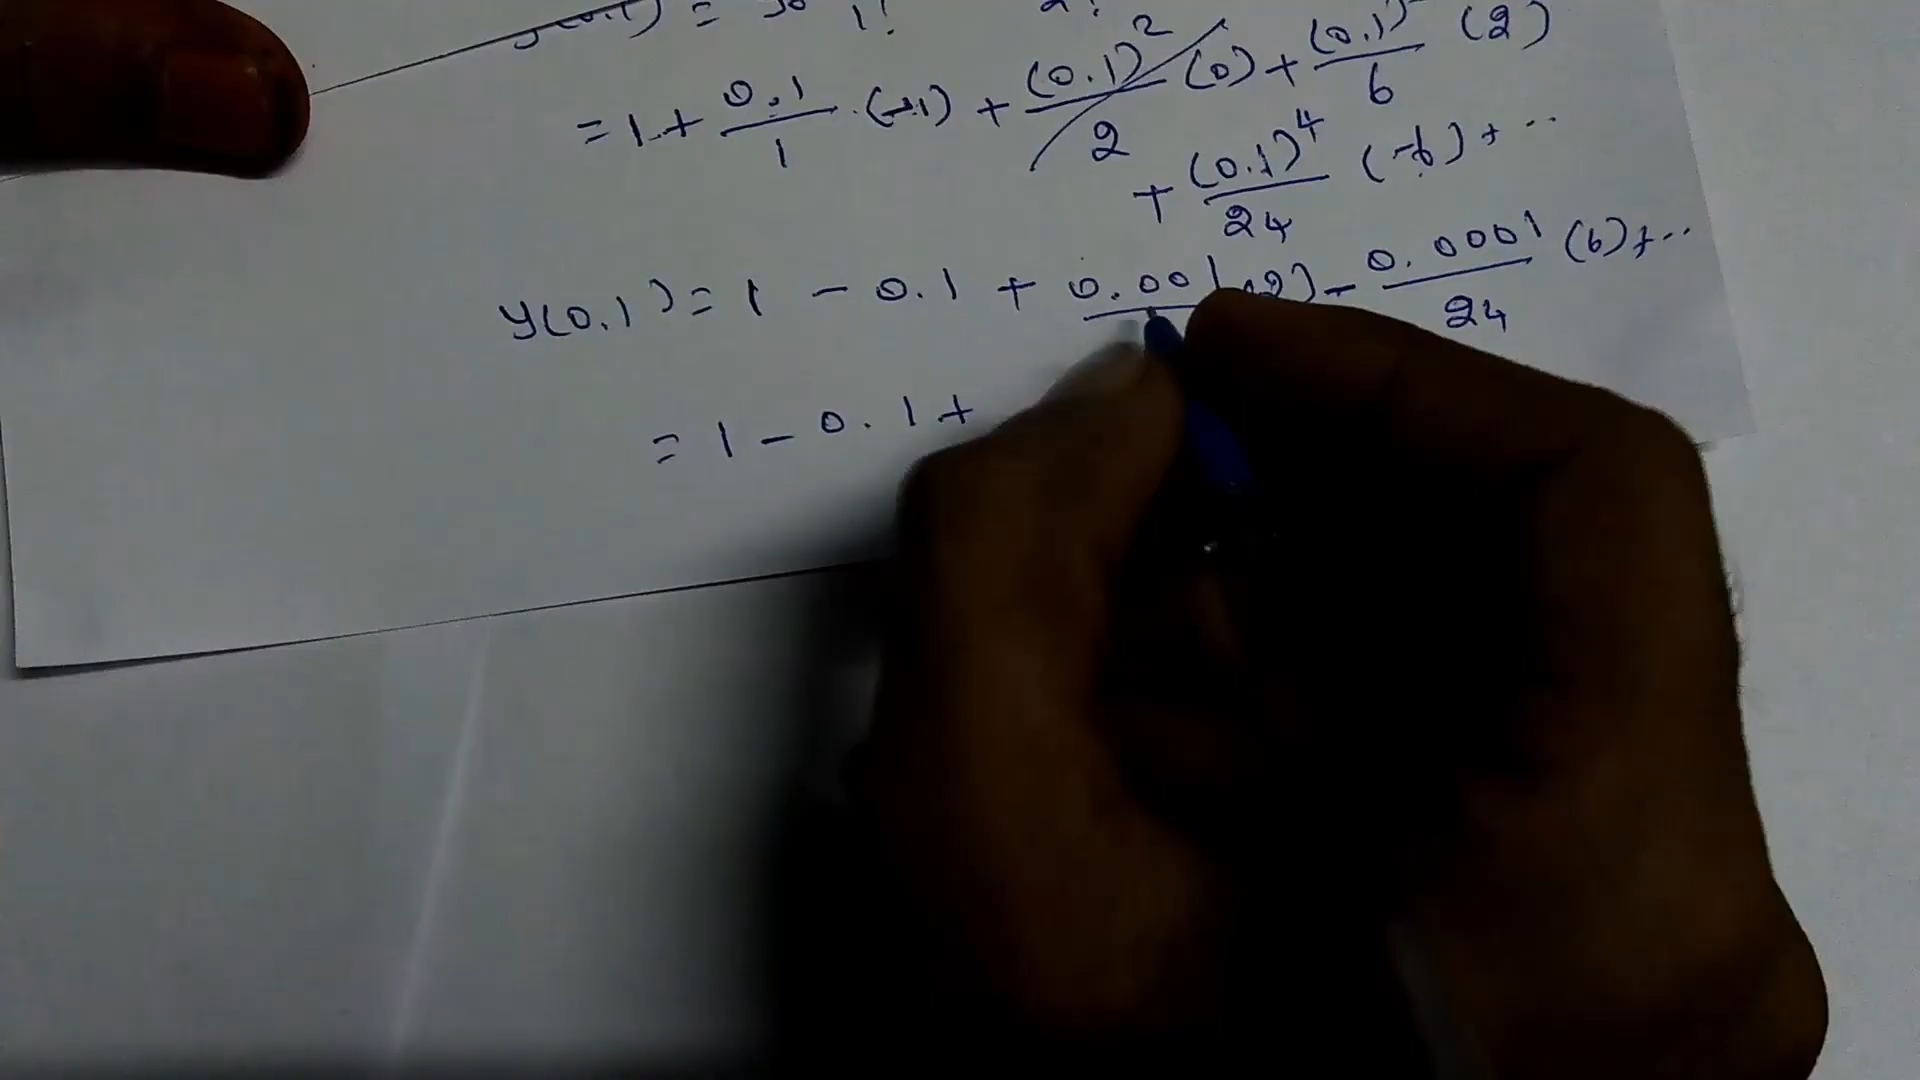 = 1 + 0.1/1 · (-1) + (0.1)^2/2 (0) + (0.1)/6 (2)
+ (0.1)^4/24 (-6) + ..
y(0.1) = 1 - 0.1 + 0.001 (2) - 0.0001/24 (6) + ..
= 1 - 0.1 +